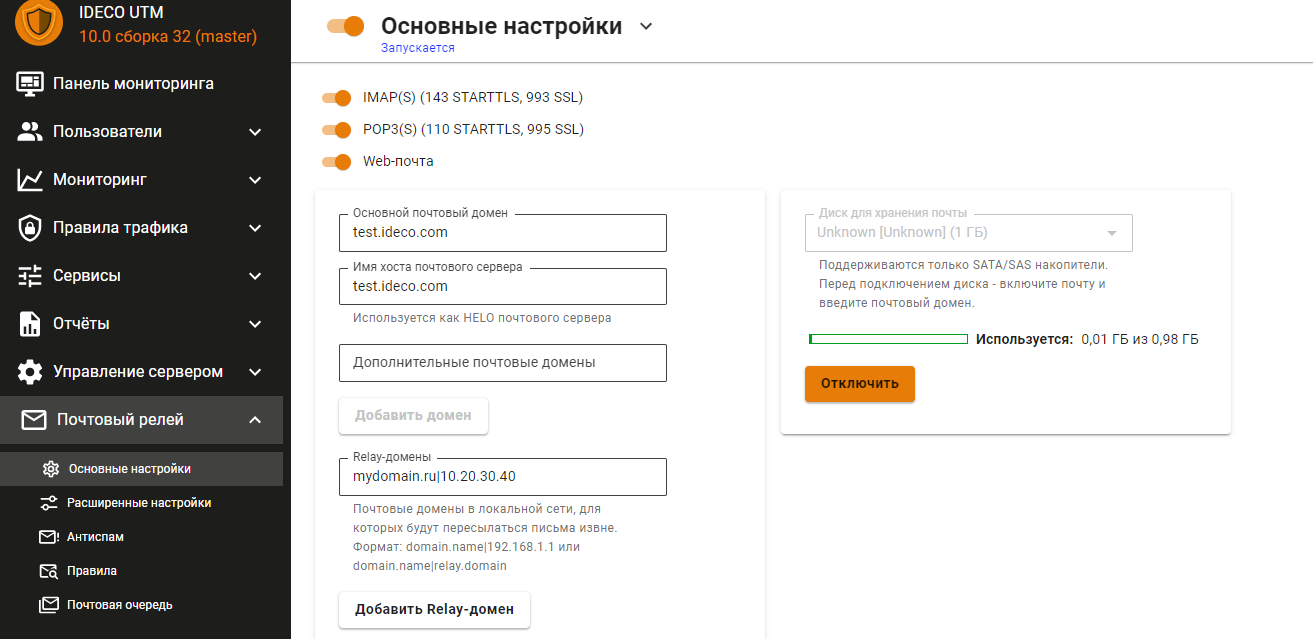 IDECO UTM
10.0 сборка 32 (master)
Панель мониторинга
Пользователи
Мониторинг
Правила трафика
Сервисы
Отчёты
Управление сервером
Почтовый релей
Основные настройки
Расширенные настройки
Антиспам
Правила
Почтовая очередь
Основные настройки
Запускается
IMAP(S) (143 STARTTLS, 993 SSL)
POP3(S) (110 STARTTLS, 995 SSL)
Web-почта
Основной почтовый домен
test.ideco.com
Имя хоста почтового сервера
test.ideco.com
Используется как HELO почтового сервера
Дополнительные почтовые домены
Добавить домен
Relay-домены
mydomain.ru|10.20.30.40
Почтовые домены в локальной сети, для
которых будут пересылаться письма извне.
Формат: domain.name|192.168.1.1 или
domain.name|relay.domain
Добавить Relay-домен
Диск для хранения почты
Unknown [Unknown] (1 ГБ)
Поддерживаются только SATA/SAS накопители.
Перед подключением диска - включите почту и
введите почтовый домен.
Используется: 0,01 ГБ из 0,98 ГБ
Отключить